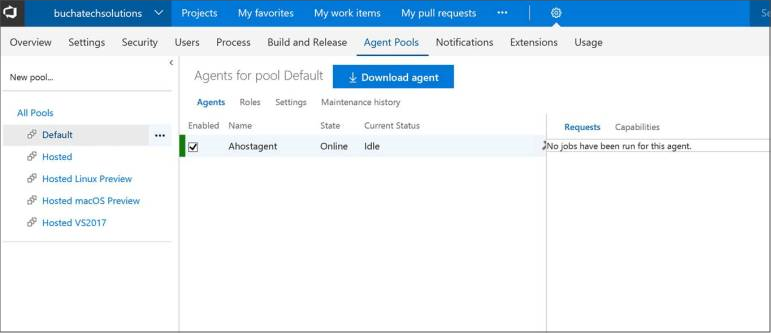 buchatechsolutions Projects My favorites My work items My pull requests ••• Se
Overview Settings Security Users Process Build and Release Agent Pools Notifications Extensions Usage
New pool...
All Pools
Default •••
Hosted
Hosted Linux Preview
Hosted macOS Preview
Hosted VS2017
Agents for pool Default Download agent
Agents Roles Settings Maintenance history
Enabled Name State Current Status
Ahostagent Online Idle
Requests Capabilities
No jobs have been run for this agent.